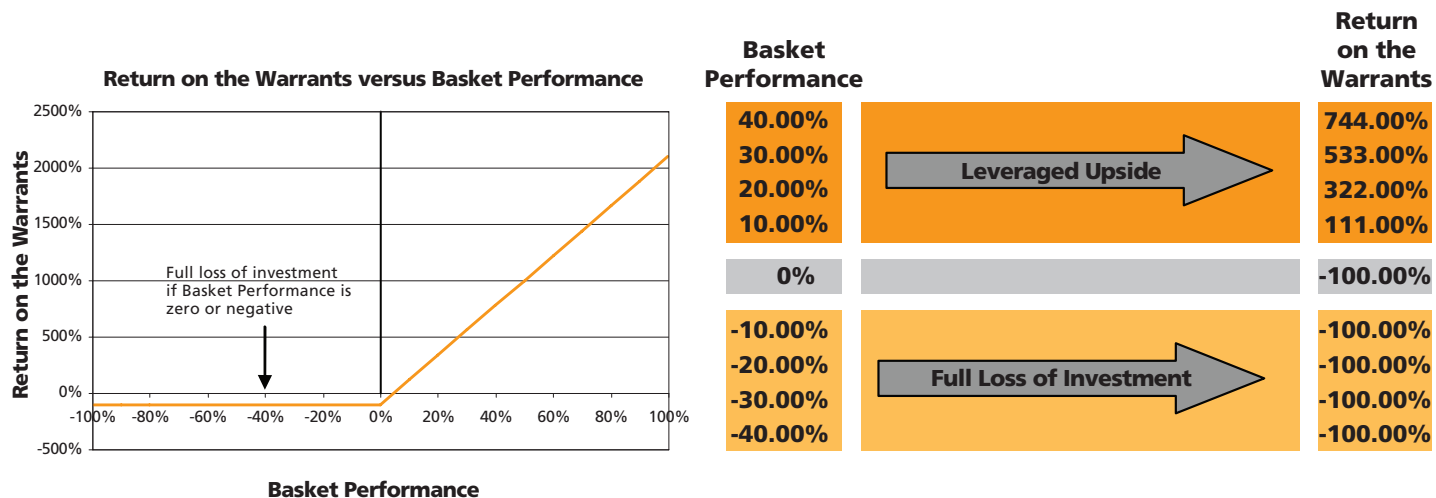 Return on the Warrants versus Basket Performance
Return on the Warrants
2500%
2000%
1500%
1000%
500%
0%
-500%
-100%
-80%
-60%
-40%
-20%
0%
20%
40%
60%
80%
100%
Full loss of investment
if Basket Performance is
zero or negative
Basket Performance
Basket
Performance
40.00%
30.00%
20.00%
10.00%
0%
-10.00%
-20.00%
-30.00%
-40.00%
Leveraged Upside
Full Loss of Investment
Return
on the
Warrants
744.00%
533.00%
322.00%
111.00%
-100.00%
-100.00%
-100.00%
-100.00%
-100.00%